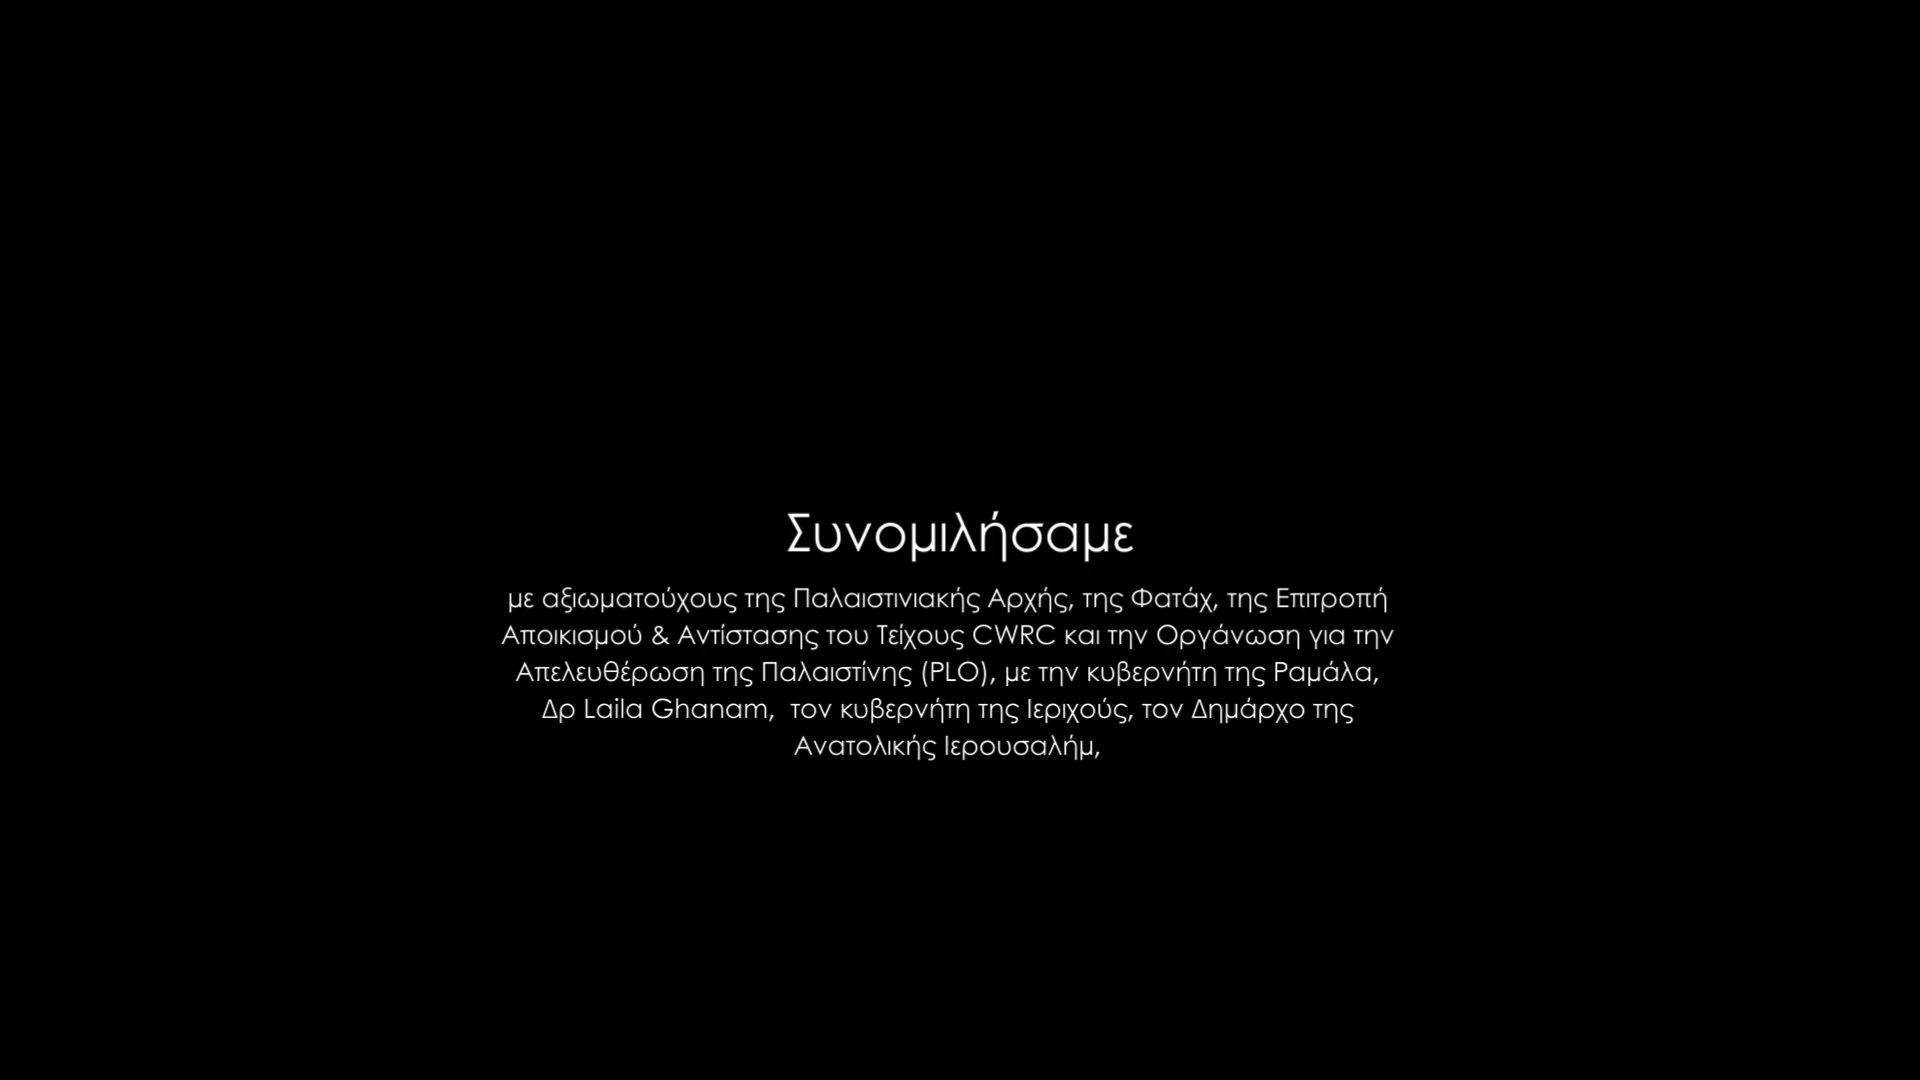 Συνομιλήσαμε
με αξιωματούχους της Παλαιστινιακής Αρχής, της Φατάχ, της Επιτροπή
Αποικισμού & Αντίστασης του Τείχους CWRC και την Οργάνωση για την
Απελευθέρωση της Παλαιστίνης (PLO), με την κυβερνήτη της Ραμάλα,
Δρ Laila Ghanam,  τον κυβερνήτη της Ιεριχούς, τον Δημάρχο της
Ανατολικής Ιερουσαλήμ,